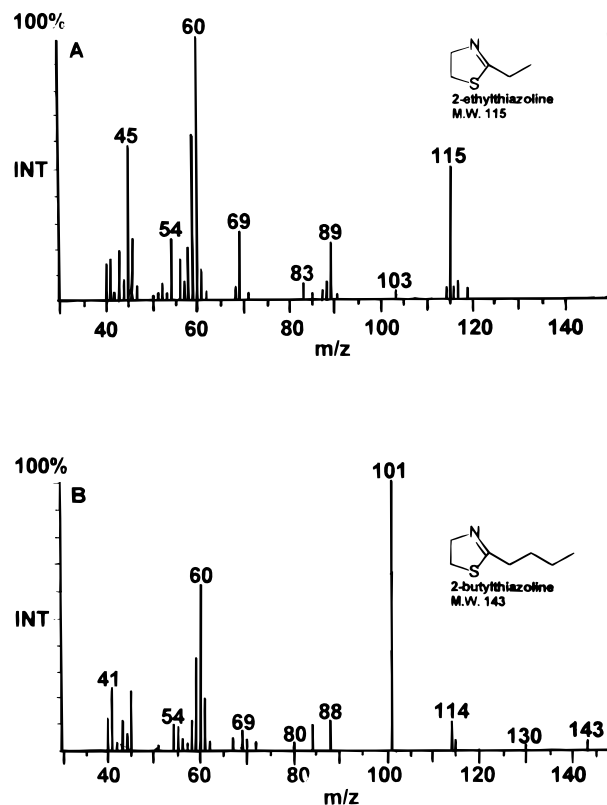 100%
A
60
N
S
2-ethylthiazoline
M.W. 115
45
115
INT
54
69
89
83
103
40 60 80 100 120 140
m/z
100%
B
101
N
S
2-butylthiazoline
M.W. 143
60
INT
41
54
69
80
88
114
130
143
40 60 80 100 120 140
m/z